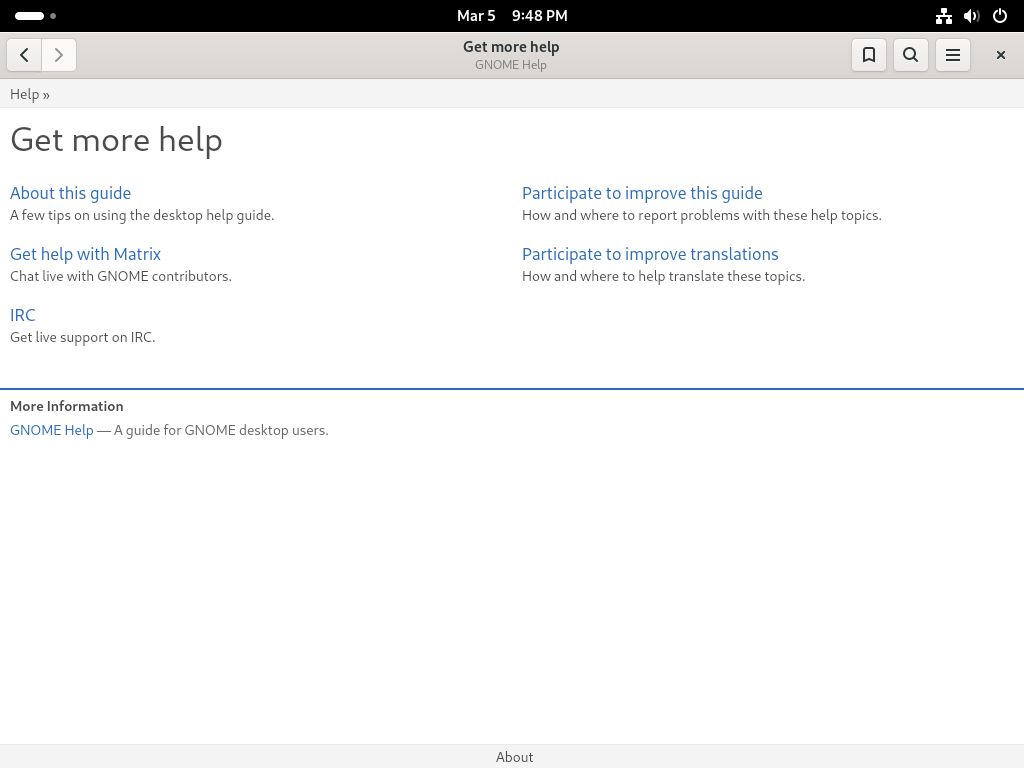 Mar 5 9:48 PM
Get more help
GNOME Help
Help »
Get more help
About this guide
A few tips on using the desktop help guide.
Get help with Matrix
Chat live with GNOME contributors.
IRC
Get live support on IRC.
Participate to improve this guide
How and where to report problems with these help topics.
Participate to improve translations
How and where to help translate these topics.
More Information
GNOME Help — A guide for GNOME desktop users.
About